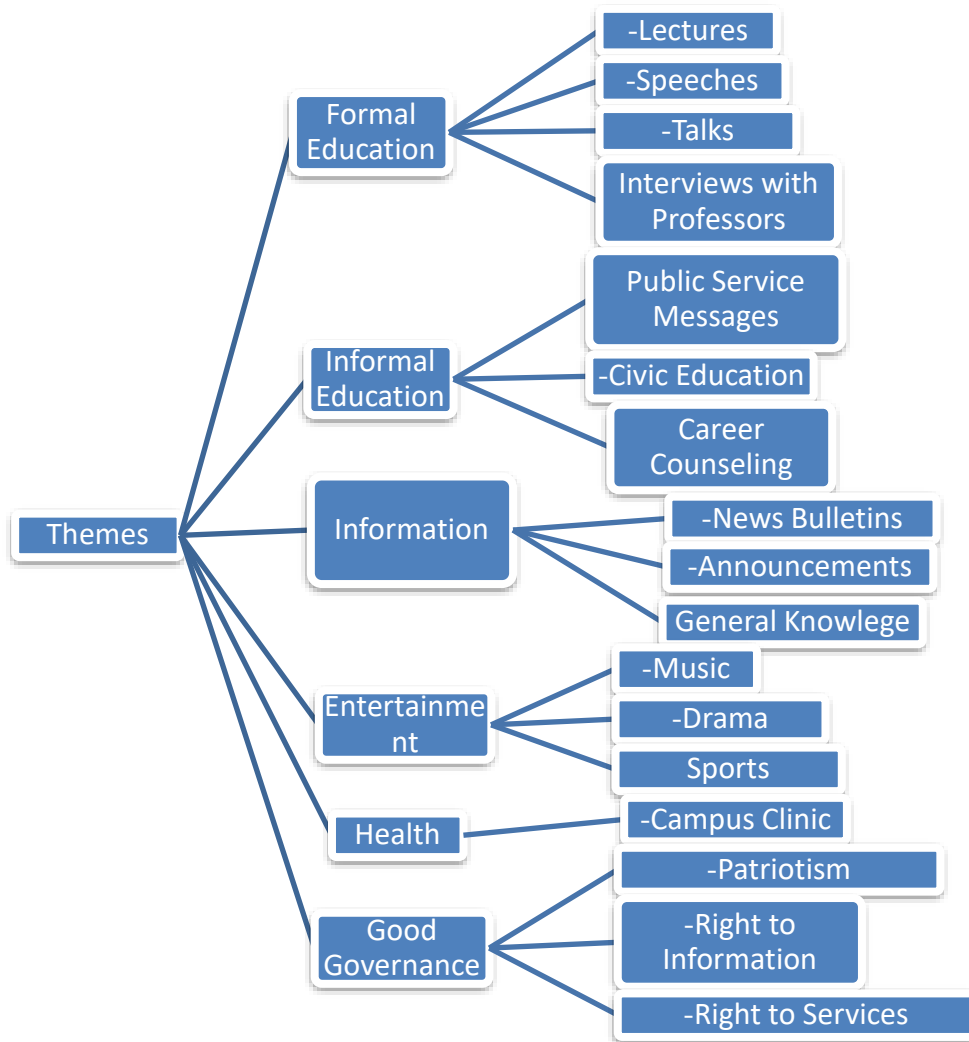 -Lectures
-Speeches
Formal
Education
-Talks
Interviews with
Professors
Public Service
Messages
Informal
Education
-Civic Education
Career
Counseling
Themes
Information
-News Bulletins
-Announcements
General Knowlege
-Music
Entertainme
nt
-Drama
Sports
Health
-Campus Clinic
-Patriotism
Good
Governance
-Right to
Information
-Right to Services